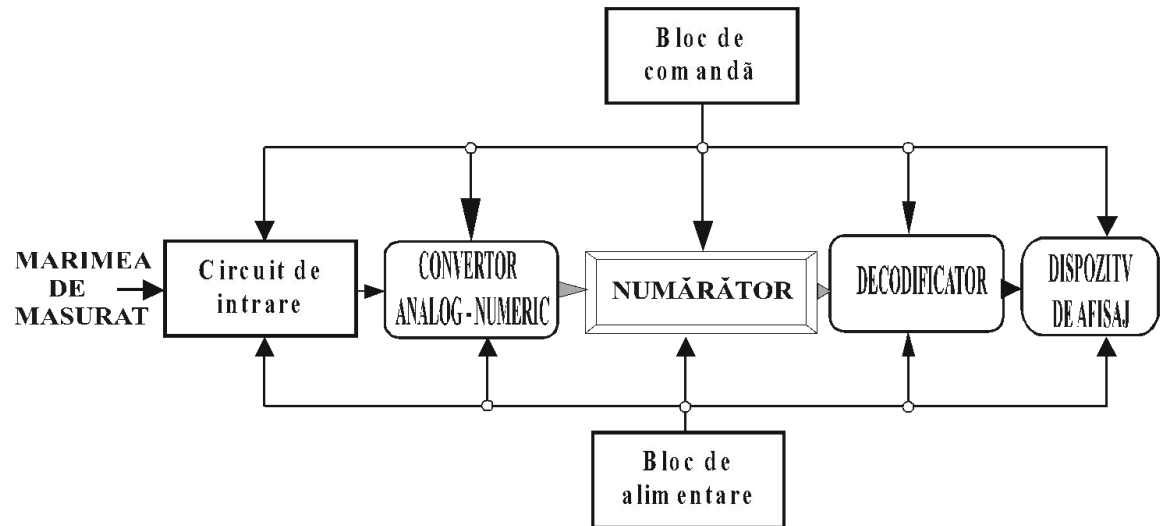 Bloc de
comandã
MARIMEA
DE
MASURAT
Circuit de
intrare
CONVERTOR
ANALOG - NUMERIC
NUMĂRĂTOR
DECODIFICATOR
DISPOZITV
DE AFISAJ
Bloc de
alimentare